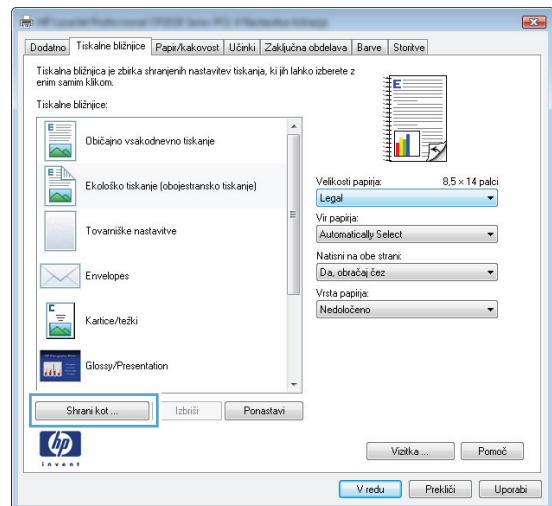 Dodatno Tiskalne bližnjice Papir/kakovost Učinki Zaključna obdelava Barve Storitve
Tiskalna bližnjica je zbirka shranjenih nastavitev tiskanja, ki jih lahko izberete z
enim samim klikom.
Tiskalne bližnjice:
Običajno vsakodnevno tiskanje
Ekološko tiskanje (obojestransko tiskanje)
Tovarniške nastavitve
Envelopes
Kartice/težki
Glossy/Presentation
Shrani kot ... Izbriši Ponastavi
E
Velikosti papirja: 8,5 × 14 palci
Legal
Vir papirja:
Automatically Select
Natisni na obe strani:
Da, obračaj čez
Vrsta papirja:
Nedoločeno
hp
invent
Vizitka ... Pomoč
V redu Prekliči Uporabi